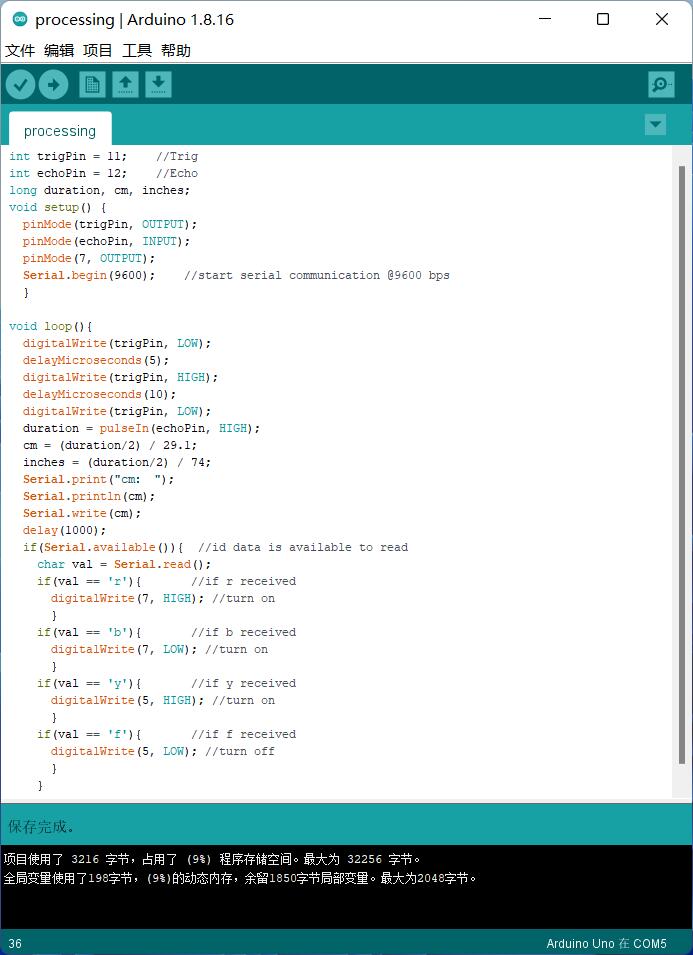 processing | Arduino 1.8.16
文件 编辑 项目 工具 帮助
processing
int trigPin = 11;    //Trig
int echoPin = 12;    //Echo
long duration, cm, inches;
void setup() {
  pinMode(trigPin, OUTPUT);
  pinMode(echoPin, INPUT);
  pinMode(7, OUTPUT);
  Serial.begin(9600);    //start serial communication @9600 bps
  }

void loop(){
  digitalWrite(trigPin, LOW);
  delayMicroseconds(5);
  digitalWrite(trigPin, HIGH);
  delayMicroseconds(10);
  digitalWrite(trigPin, LOW);
  duration = pulseIn(echoPin, HIGH);
  cm = (duration/2) / 29.1;
  inches = (duration/2) / 74;
  Serial.print("cm:  ");
  Serial.println(cm);
  Serial.write(cm);
  delay(1000);
  if(Serial.available()){  //id data is available to read
    char val = Serial.read();
    if(val == 'r'){       //if r received
      digitalWrite(7, HIGH); //turn on
      }
    if(val == 'b'){       //if b received
      digitalWrite(7, LOW); //turn on
      }
    if(val == 'y'){       //if y received
      digitalWrite(5, HIGH); //turn on
      }
    if(val == 'f'){       //if f received
      digitalWrite(5, LOW); //turn off
      }
    }
保存完成。
项目使用了 3216 字节，占用了 (9%) 程序存储空间。最大为 32256 字节。
全局变量使用了198字节，(9%)的动态内存，余留1850字节局部变量。最大为2048字节。
36
Arduino Uno 在 COM5